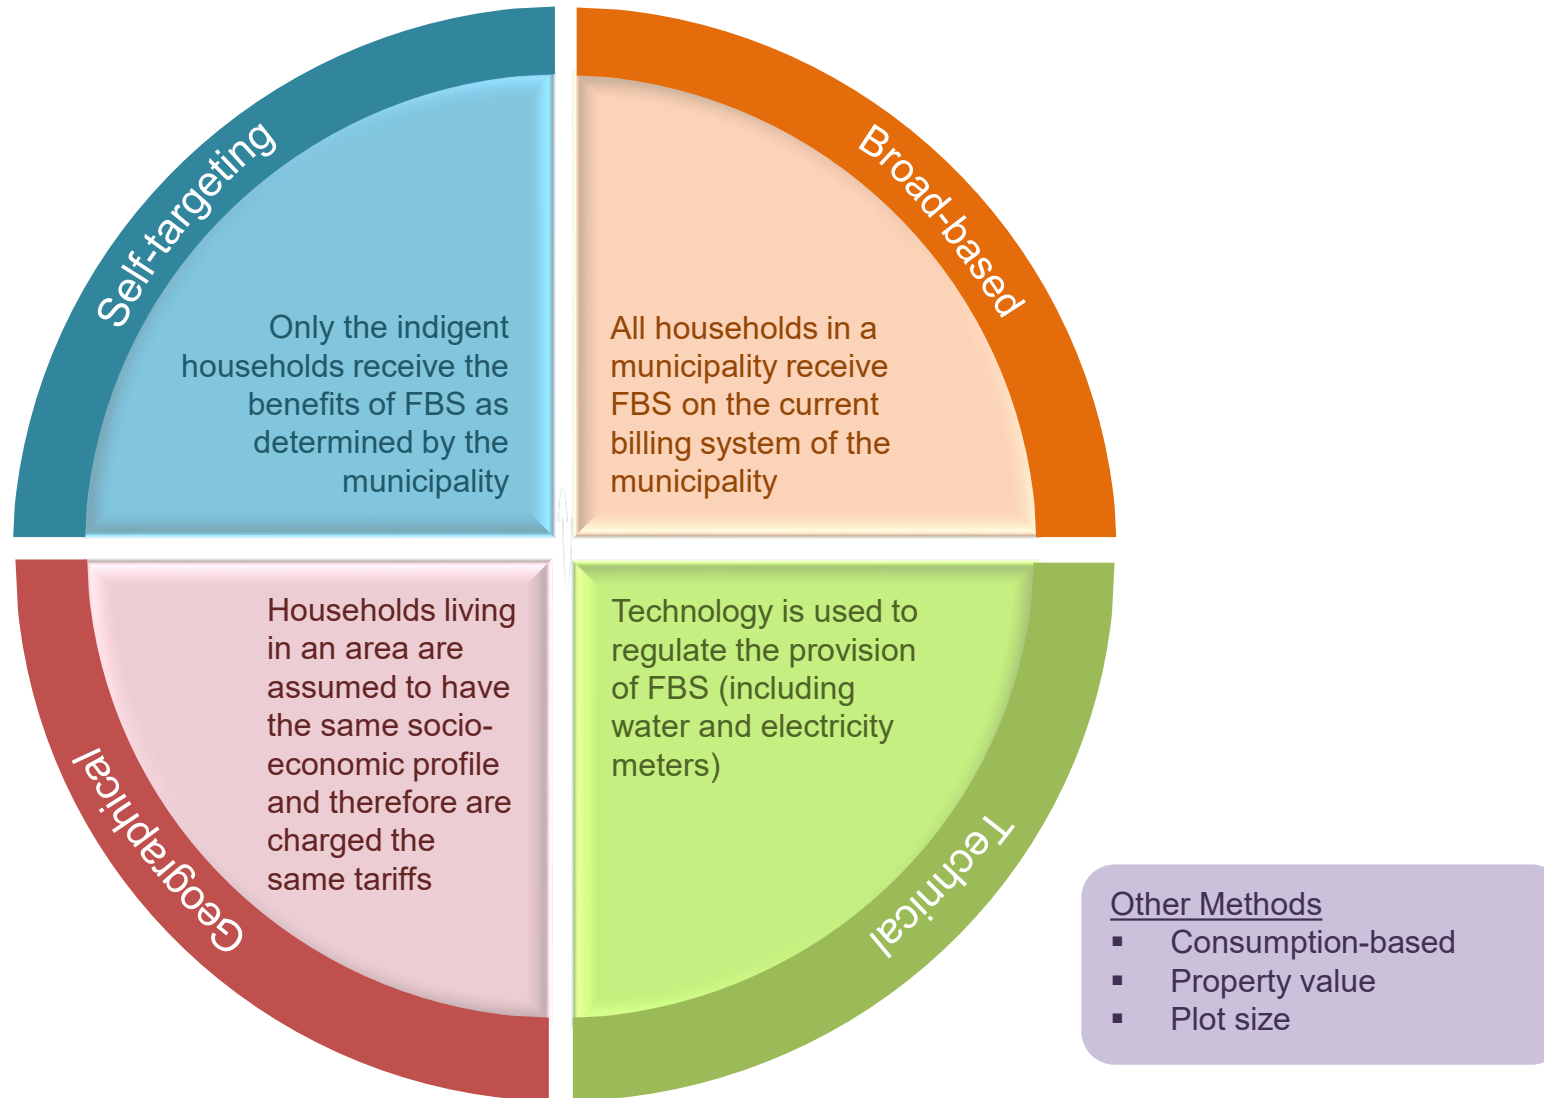 Self-targeting
Only the indigent
households receive the
benefits of FBS as
determined by the
municipality
Broad-based
All households in a
municipality receive
FBS on the current
billing system of the
municipality
Geographical
Households living
in an area are
assumed to have
the same socio-
economic profile
and therefore are
charged the
same tariffs
Technical
Technology is used to
regulate the provision
of FBS (including
water and electricity
meters)
Other Methods
▪ Consumption-based
▪ Property value
▪ Plot size